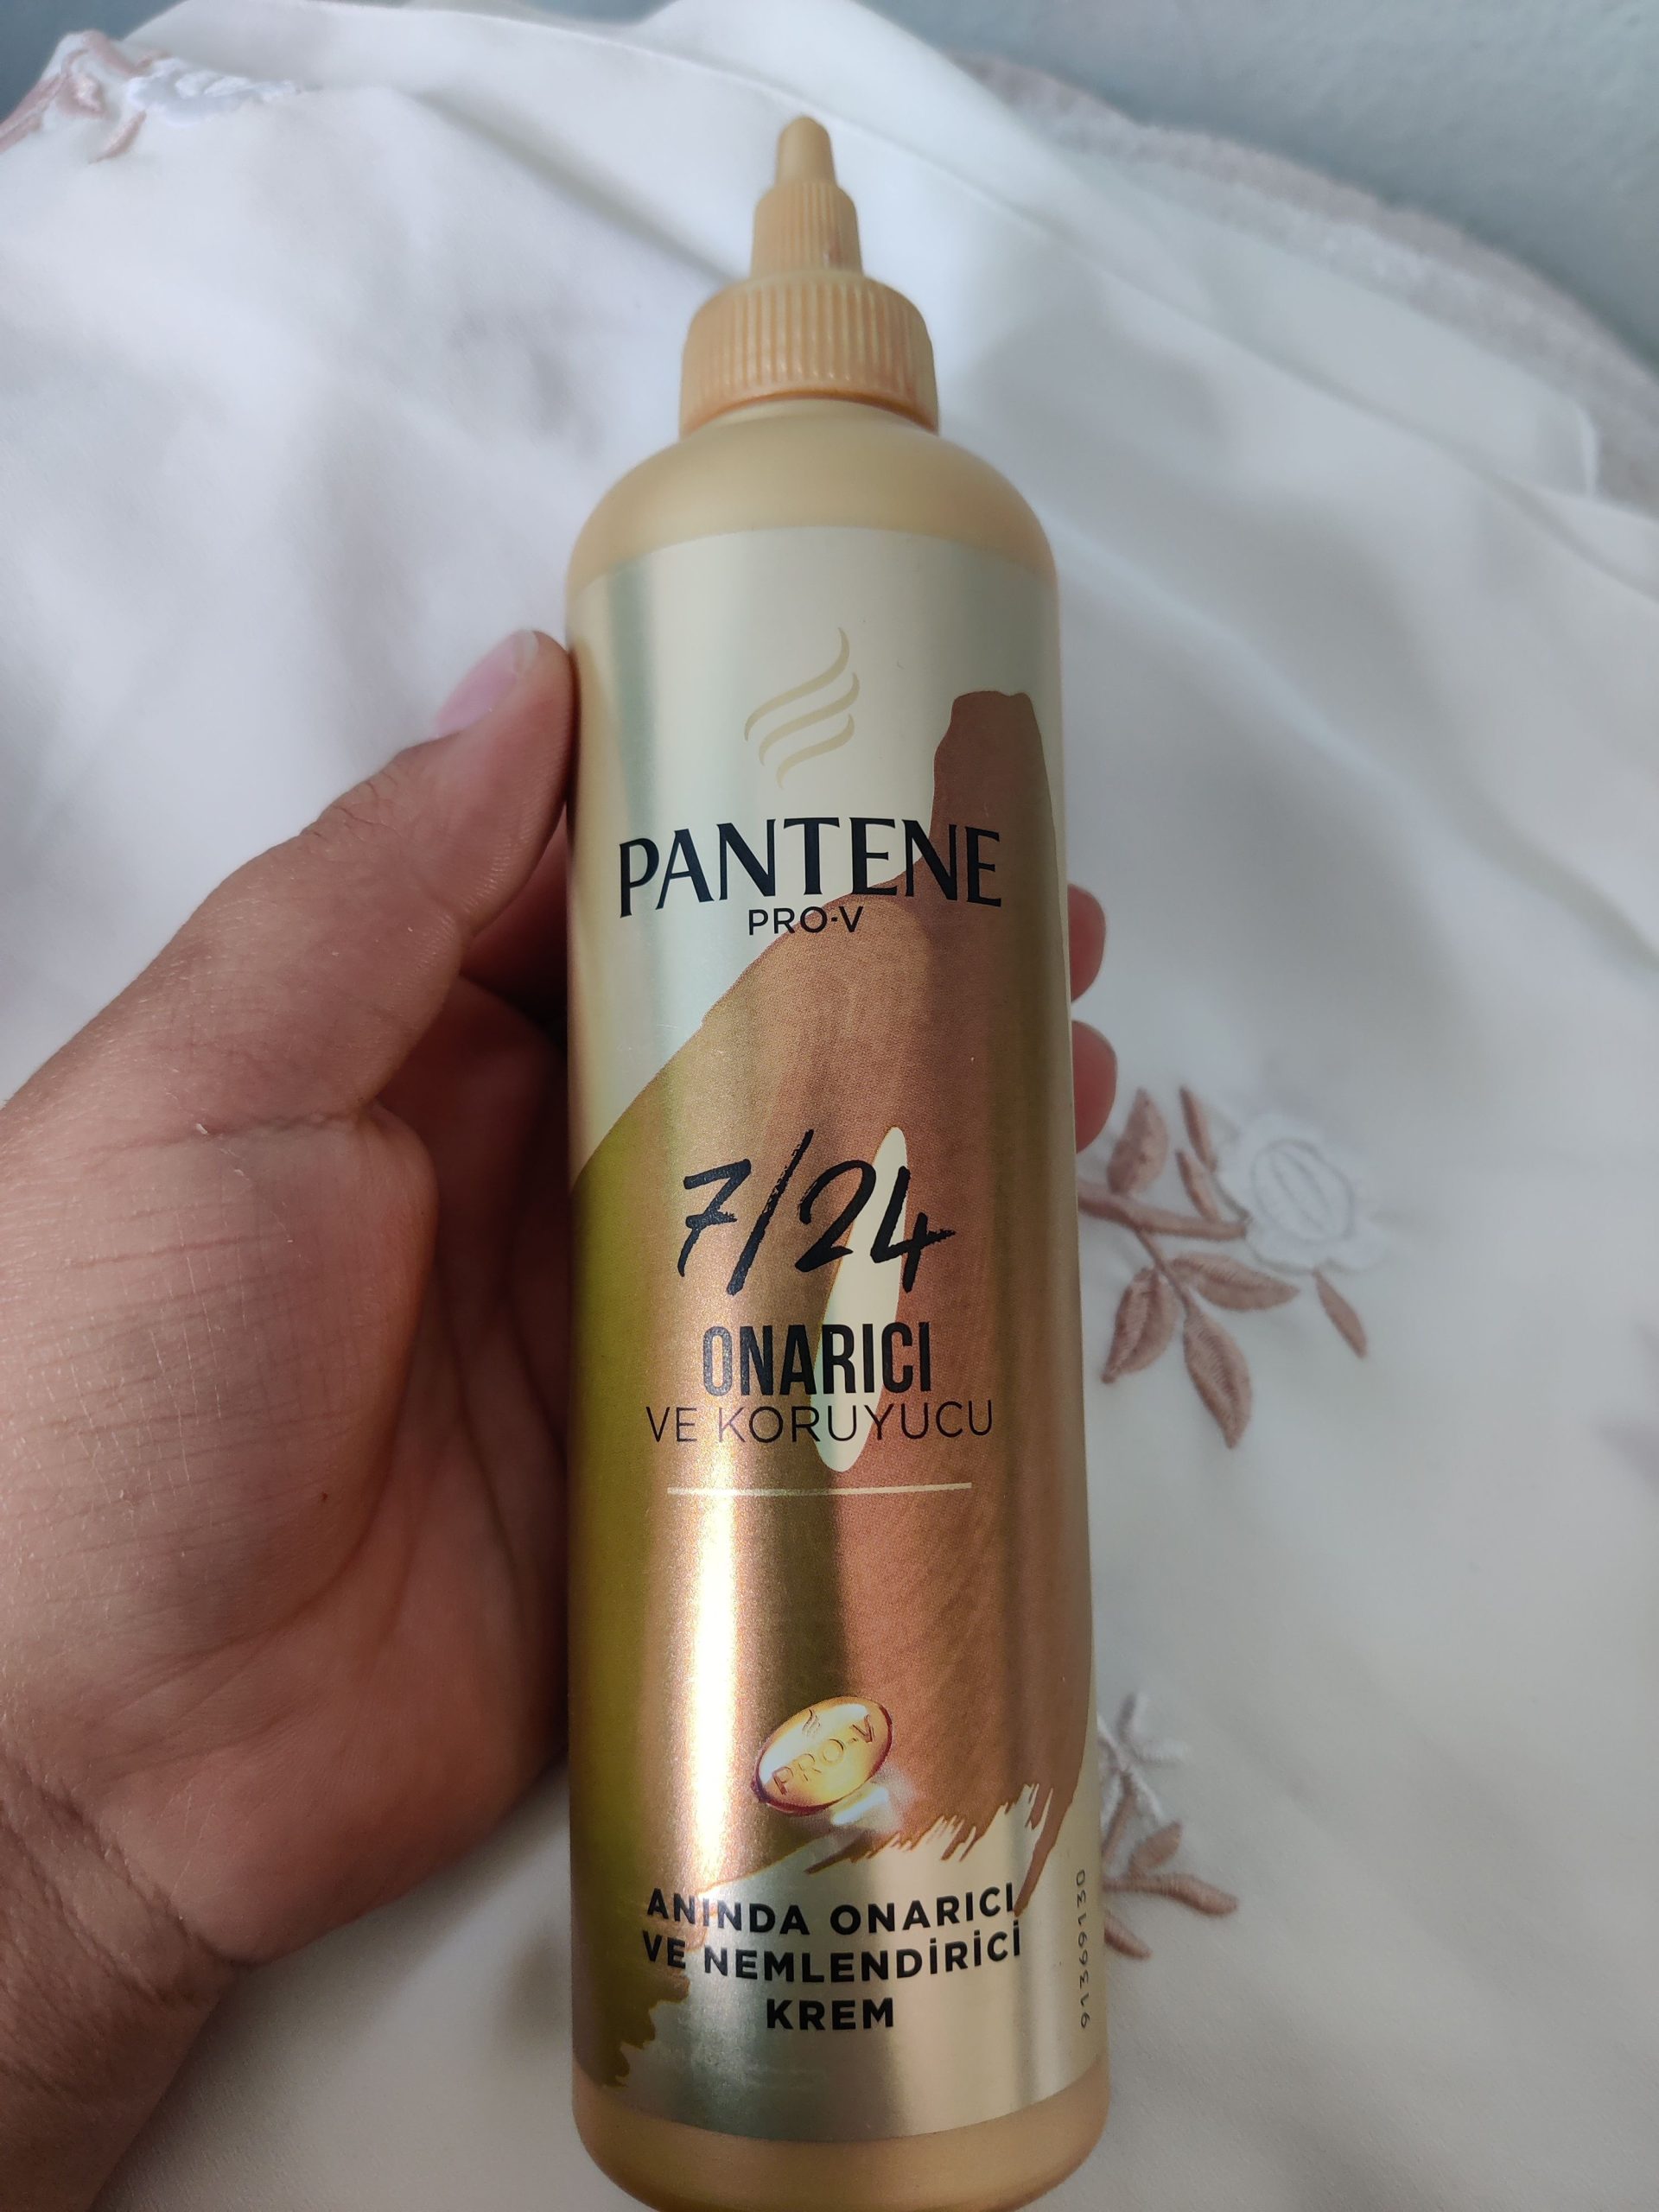 PANTENE
PRO-V
7/24
ONARICI
VE KORUYUCU
PRO-V
ANINDA ONARICI
VE NEMLENDİRİCİ
KREM
91369130